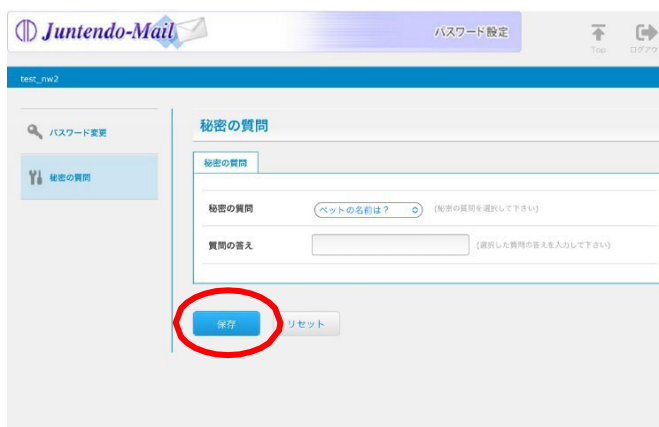 Juntendo-Mail
パスワード設定
Top
ログアウ
test_nw2
パスワード変更
秘密の質問
秘密の質問
秘密の質問
秘密の質問
ペットの名前は?
(秘密の質問を選択して下さい)
質問の答え
(選択した質問の答えを入力して下さい)
保存
リセット